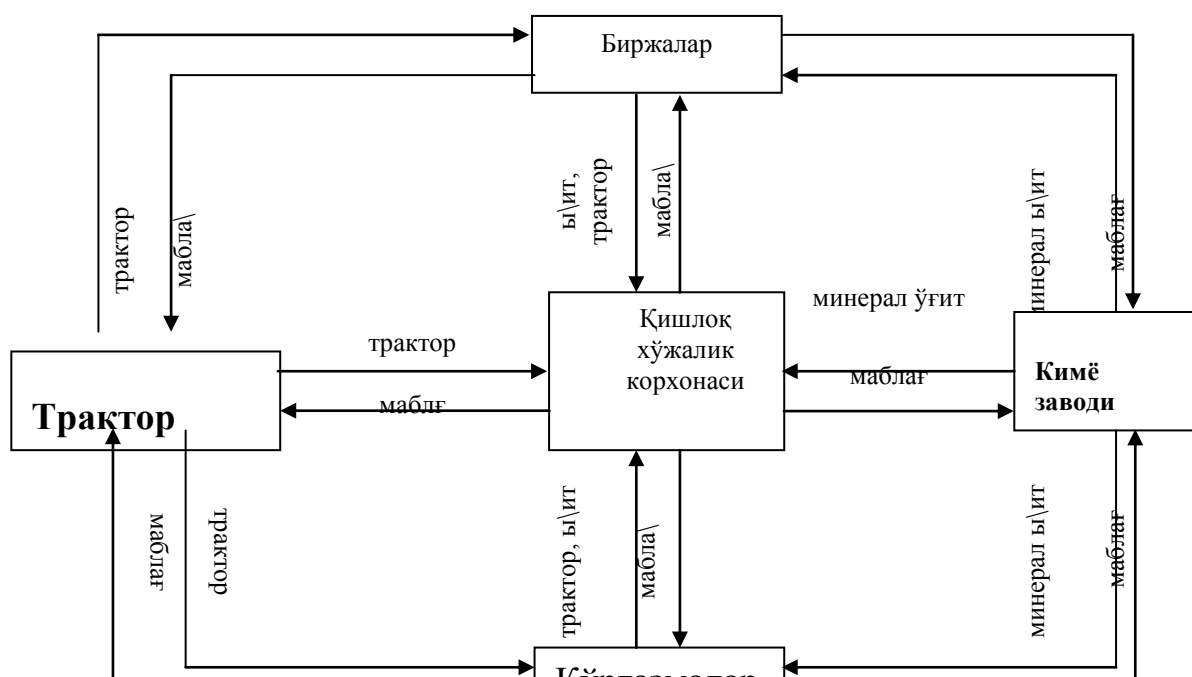 Биржалар
трактор
мабла\
ы\ит,
трактор
мабла\
минерал ы\ит
маблағ
Қишлоқ
хўжалик
корхонаси
минерал ўғит
трактор
маблағ
маблғ
Трактор
Кимё
заводи
маблағ
трактор
трактор, ы\ит
мабла\
минерал ы\ит
маблағ
Кўргазмалар